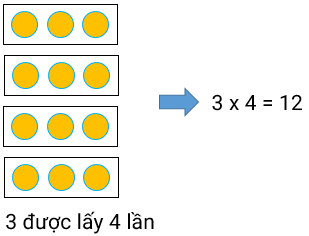 3 x 4 = 12
3 được lấy 4 lần